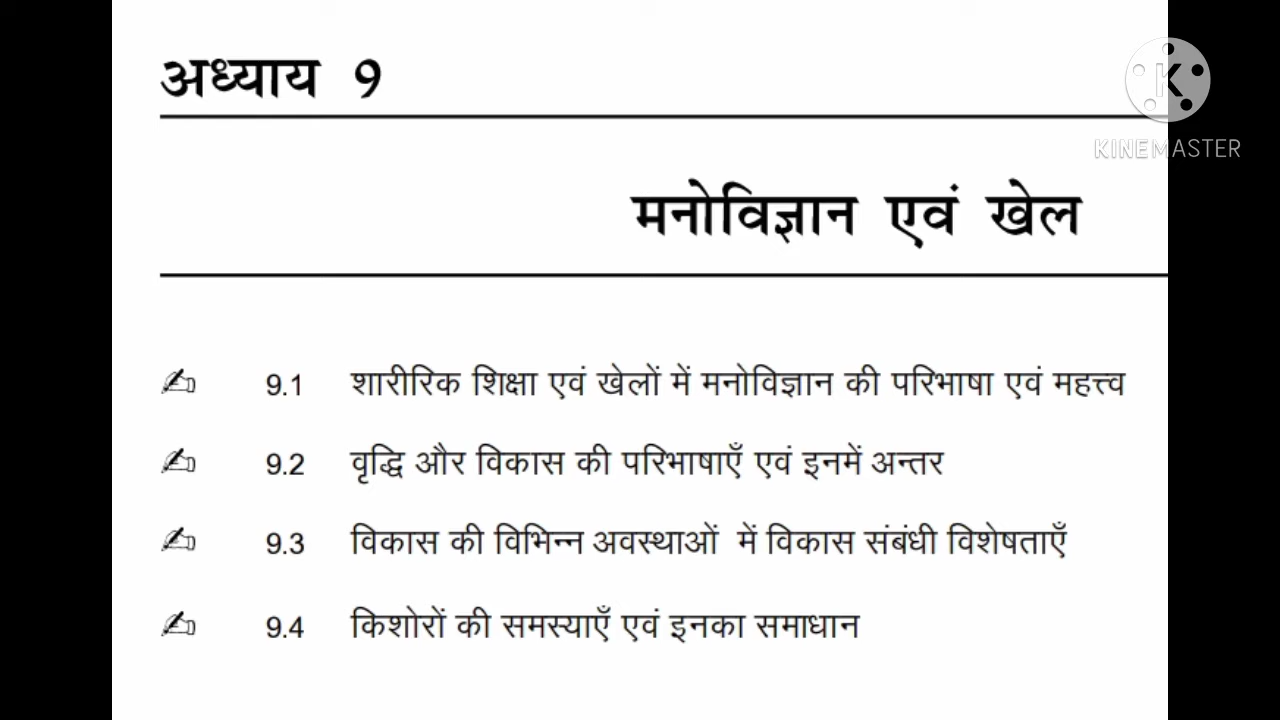 अध्याय 9
KINEMASTER
मनोविज्ञान एवं खेल
9.1 शारीरिक शिक्षा एवं खेलों में मनोविज्ञान की परिभाषा एवं महत्त्व
9.2 वृद्धि और विकास की परिभाषाएँ एवं इनमें अन्तर
9.3 विकास की विभिन्न अवस्थाओं में विकास संबंधी विशेषताएँ
9.4 किशोरों की समस्याएँ एवं इनका समाधान